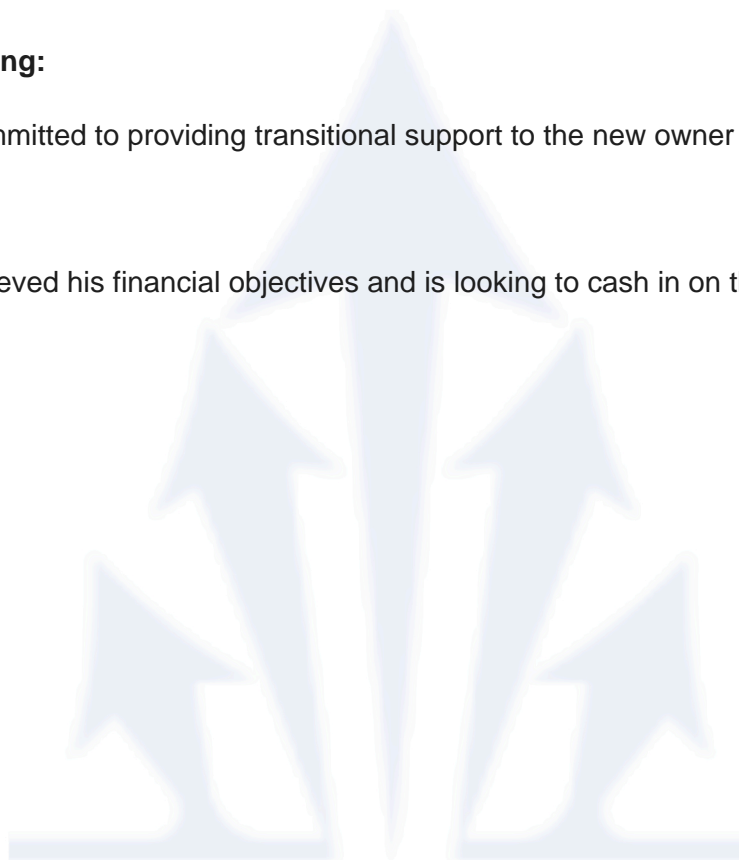 ng:
mmitted to providing transitional support to the new owner
eved his financial objectives and is looking to cash in on t